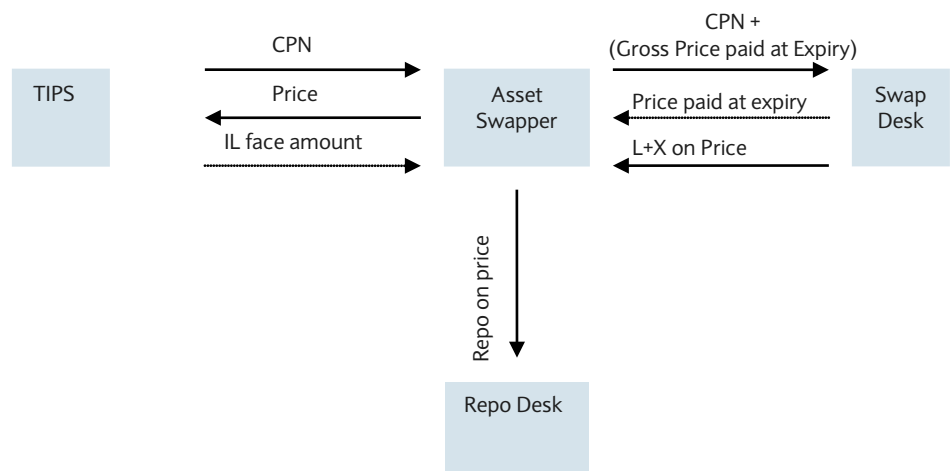 CPN
CPN +
(Gross Price paid at Expiry)
TIPS
Price
Asset
Swapper
Price paid at expiry
Swap
Desk
IL face amount
L+X on Price
Repo on price
Repo Desk